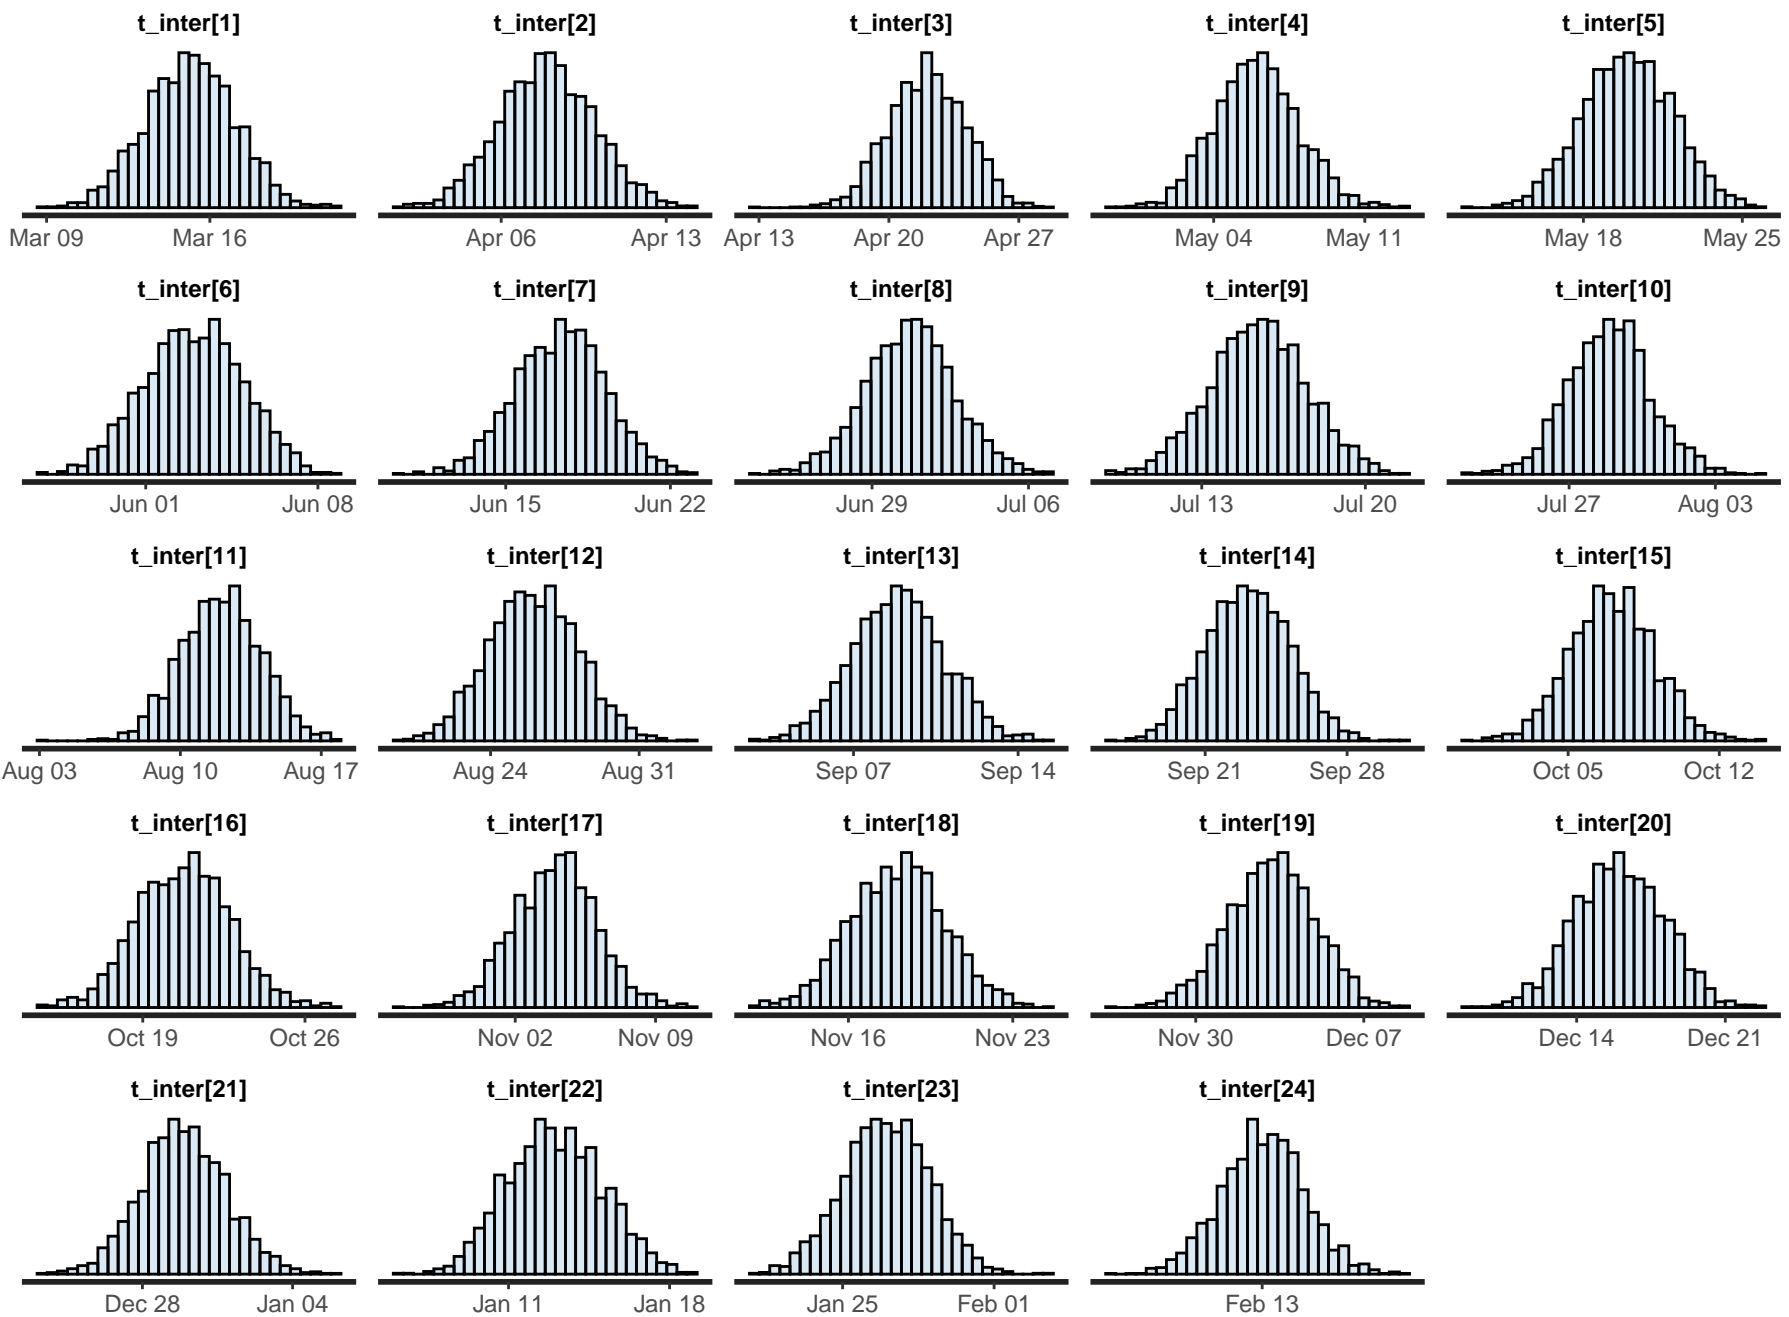 t_inter[1] t_inter[2] t_inter[3] t_inter[4] t_inter[5]
Mar 09 Mar 16 Apr 06 Apr 13 Apr 13 Apr 20 Apr 27 May 04 May 11 May 18 May 25
t_inter[6] t_inter[7] t_inter[8] t_inter[9] t_inter[10]
Jun 01 Jun 08 Jun 15 Jun 22 Jun 29 Jul 06 Jul 13 Jul 20 Jul 27 Aug 03
t_inter[11] t_inter[12] t_inter[13] t_inter[14] t_inter[15]
Aug 03 Aug 10 Aug 17 Aug 24 Aug 31 Sep 07 Sep 14 Sep 21 Sep 28 Oct 05 Oct 12
t_inter[16] t_inter[17] t_inter[18] t_inter[19] t_inter[20]
Oct 19 Oct 26 Nov 02 Nov 09 Nov 16 Nov 23 Nov 30 Dec 07 Dec 14 Dec 21
t_inter[21] t_inter[22] t_inter[23] t_inter[24]
Dec 28 Jan 04 Jan 11 Jan 18 Jan 25 Feb 01 Feb 13